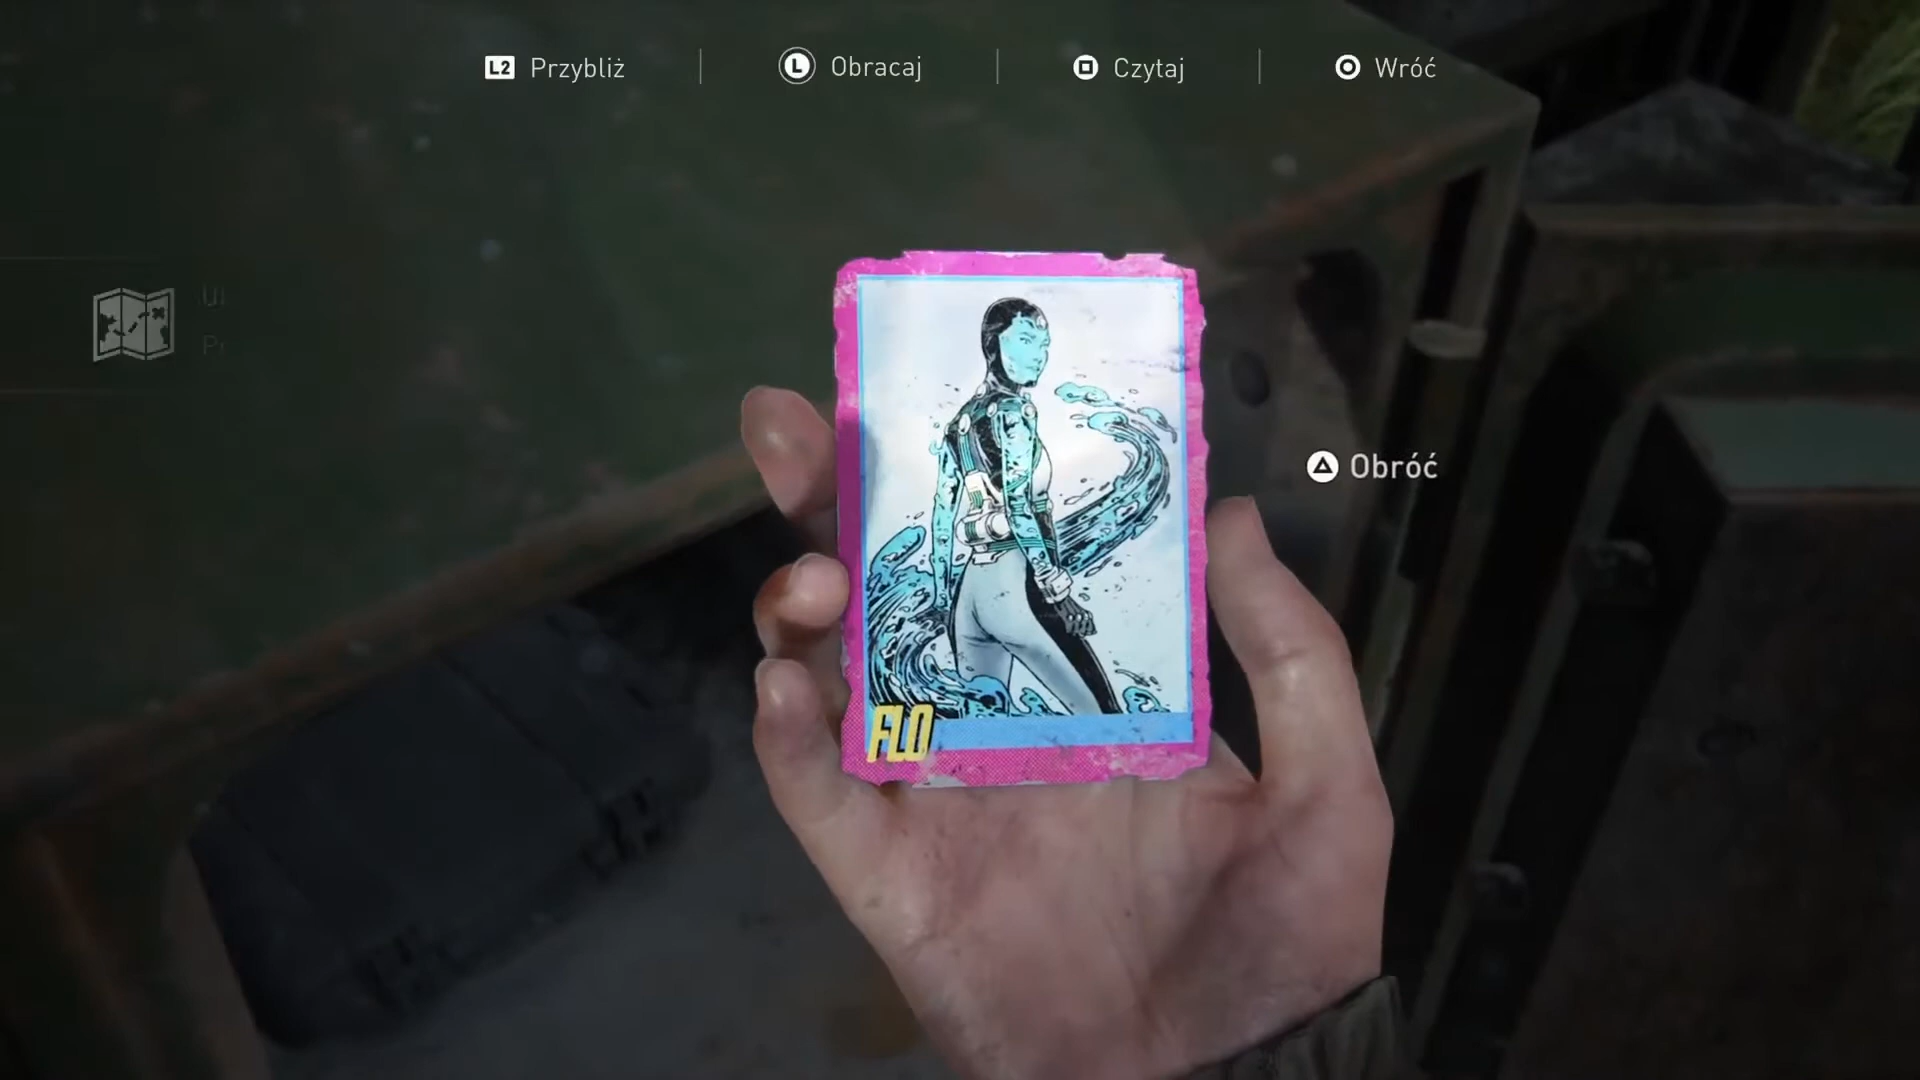 L2 Przybliż
L Obracaj
Czytaj
Wróć
Obróć
FLO